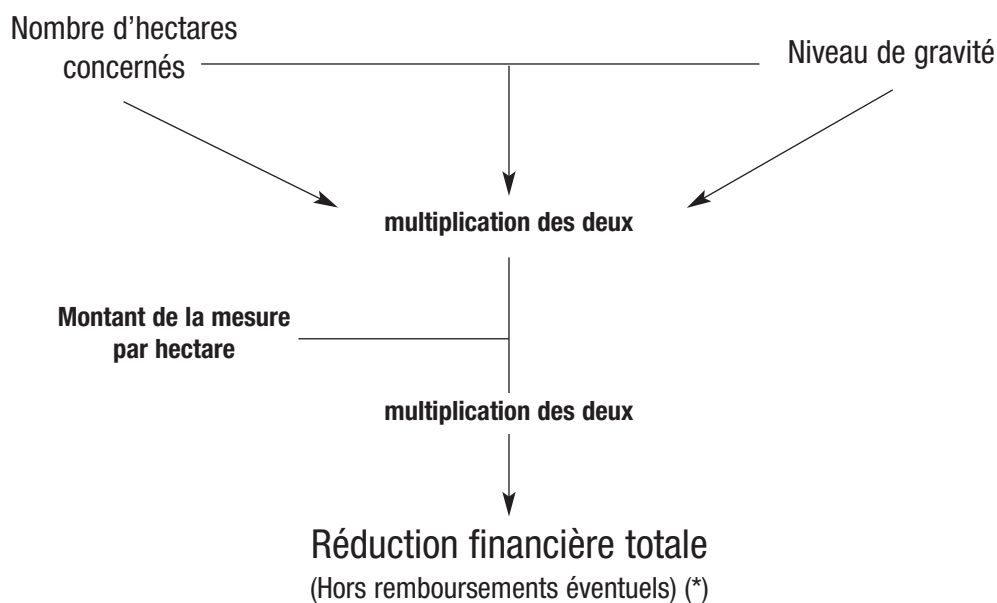 Nombre d’hectares
concernés
Niveau de gravité
multiplication des deux
Montant de la mesure
par hectare
multiplication des deux
Réduction financière totale
(Hors remboursements éventuels) (*)